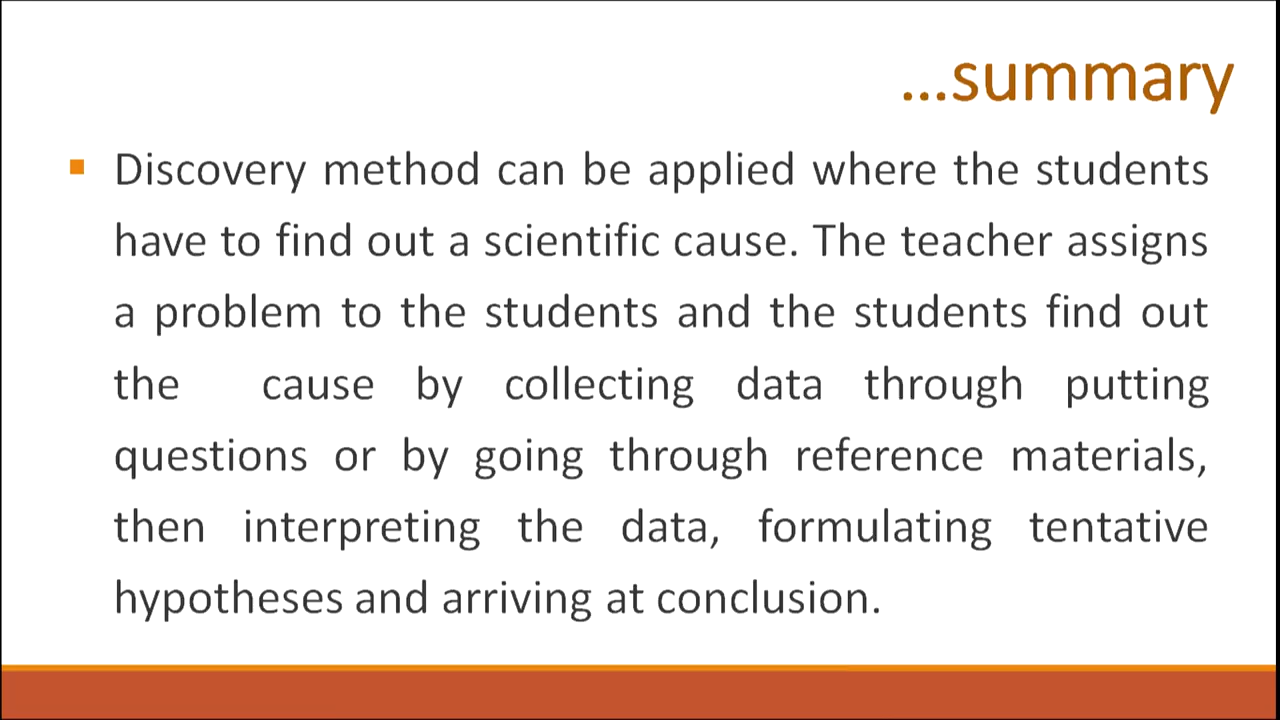 ...summary
▪ Discovery method can be applied where the students
have to find out a scientific cause. The teacher assigns
a problem to the students and the students find out
the cause by collecting data through putting
questions or by going through reference materials,
then interpreting the data, formulating tentative
hypotheses and arriving at conclusion.